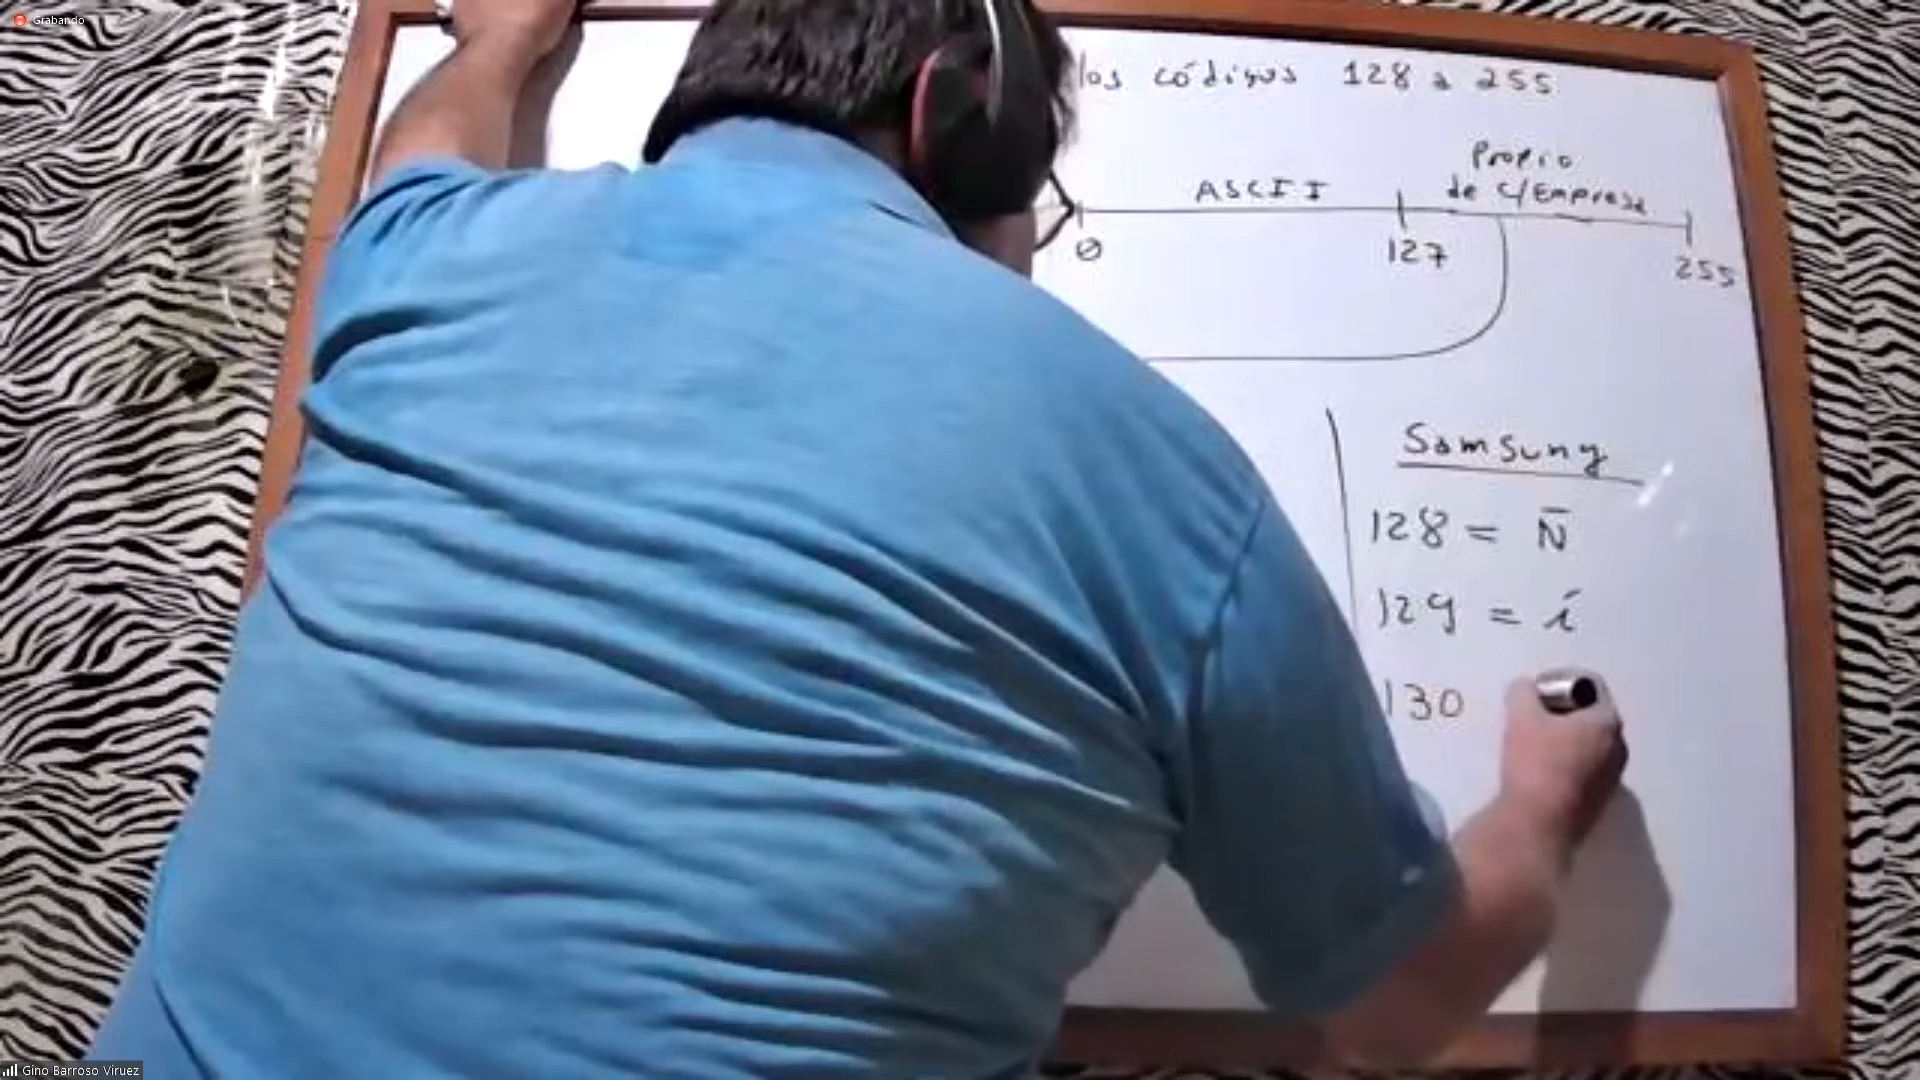 Grabando
los códigos 128 a 255
Propio
ASCII de C/Empresa
0 127 255
Samsung
128 = Ñ
129 = í
130
Gino Barroso Viruez